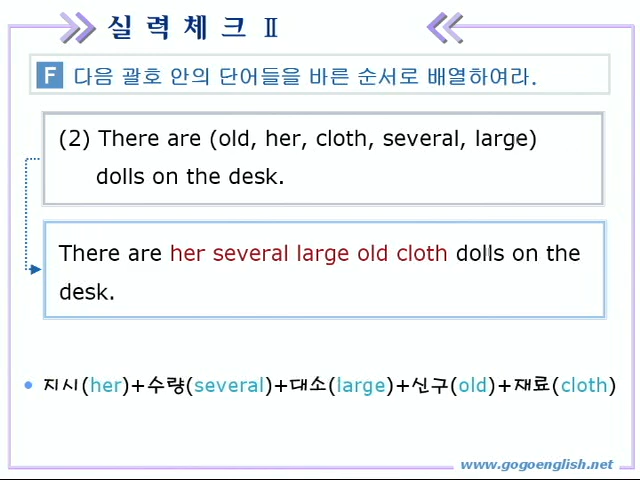 실 력 체 크 Ⅱ
F 다음 괄호 안의 단어들을 바른 순서로 배열하여라.
(2) There are (old, her, cloth, several, large)
dolls on the desk.
There are her several large old cloth dolls on the
desk.
지시(her)+수량(several)+대소(large)+신구(old)+재료(cloth)
www.gogoenglish.net